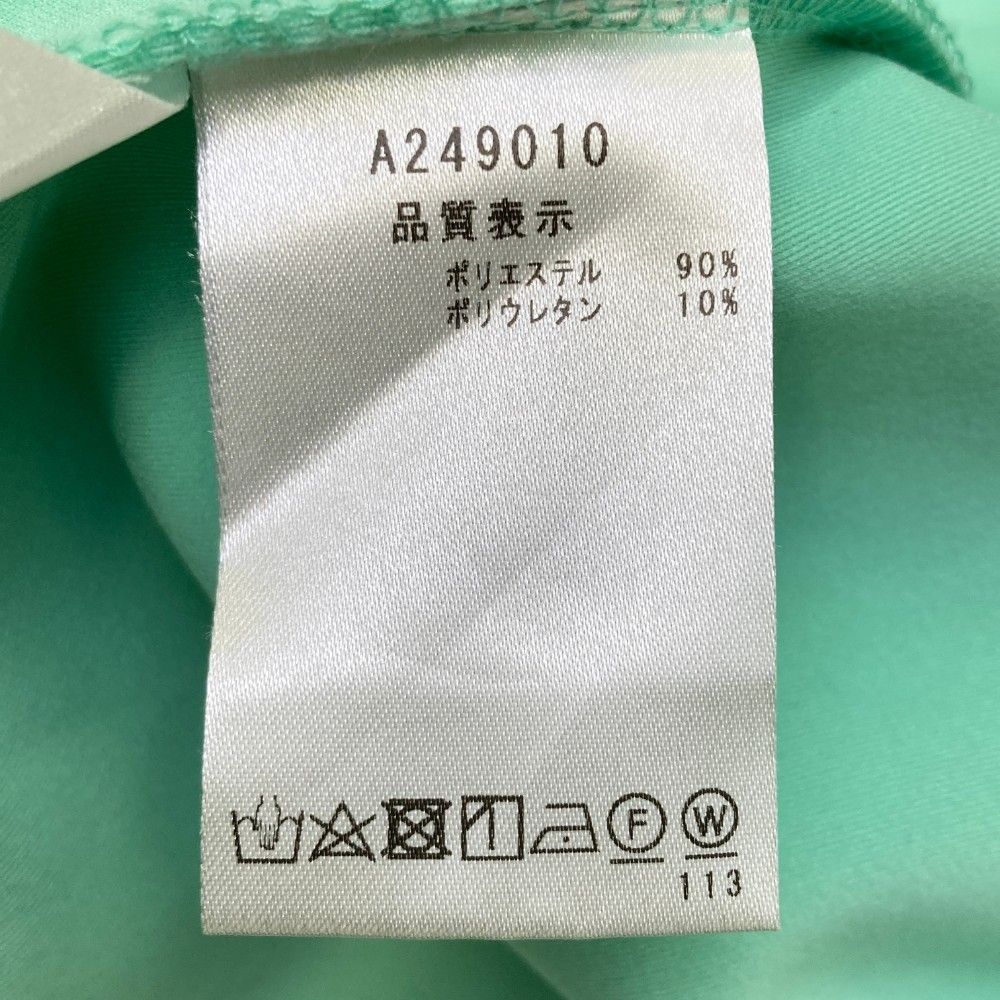 A249010
品質表示
ポリエステル 90%
ポリウレタン 10%
F W
113